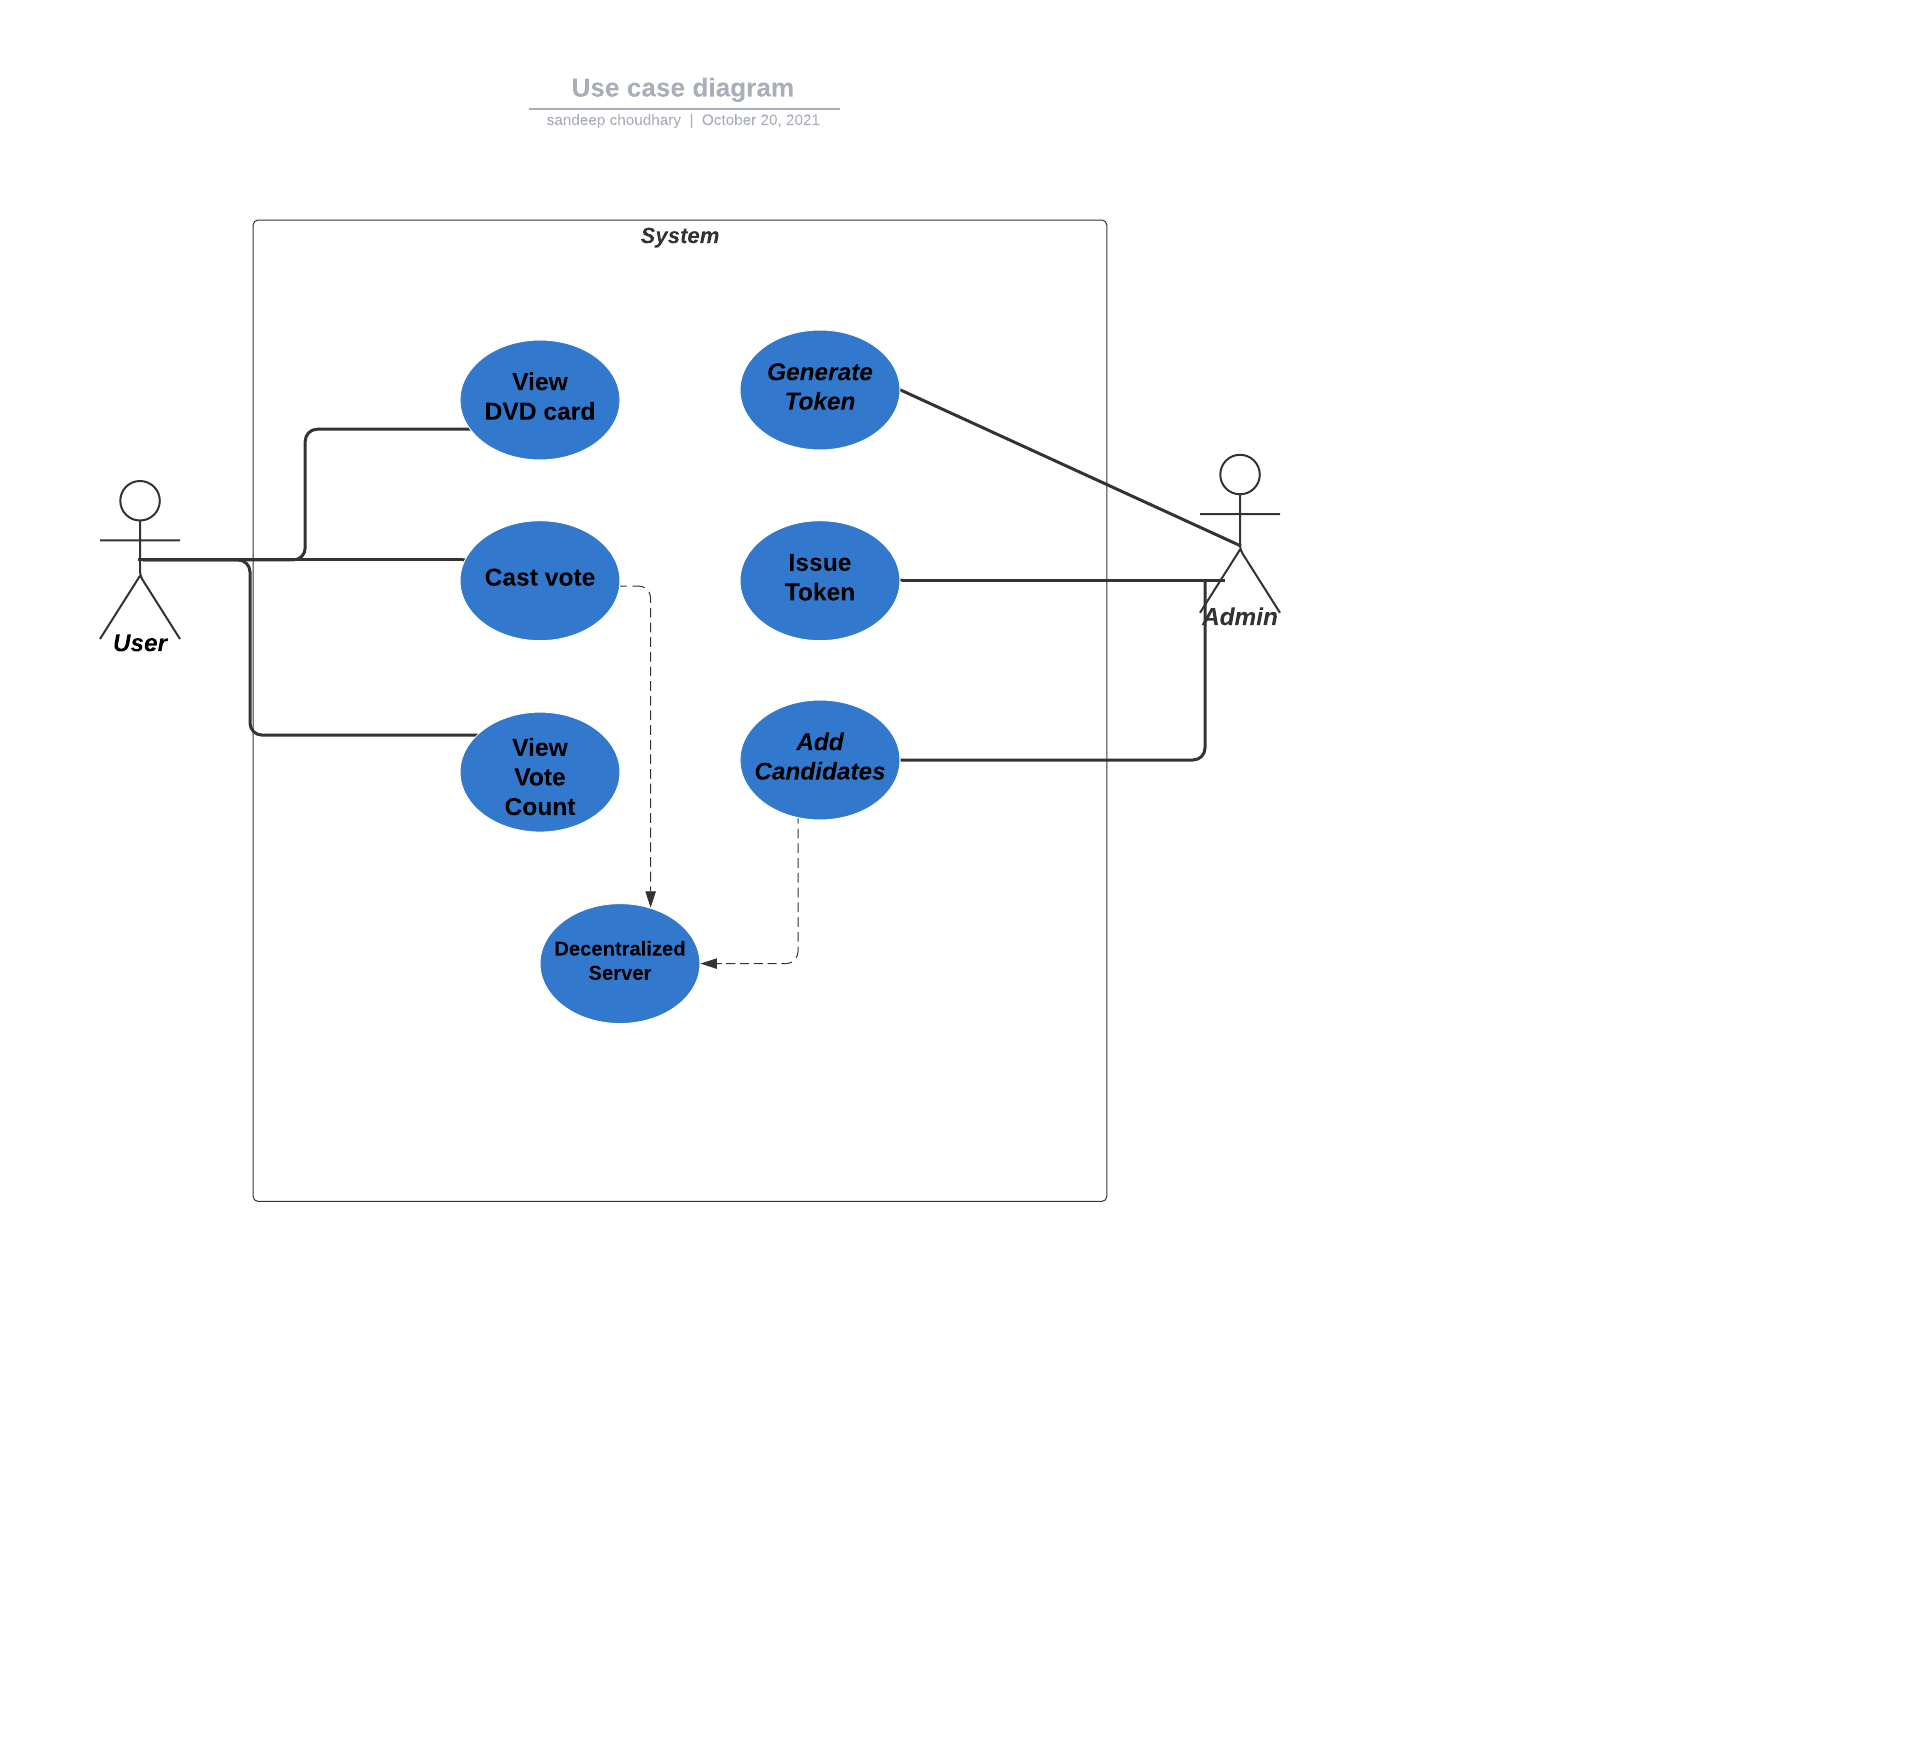 Use case diagram
sandeep choudhary | October 20, 2021
System
View
DVD card
Generate
Token
Cast vote
Issue
Token
User
Admin
View
Vote
Count
Add
Candidates
Decentralized
Server